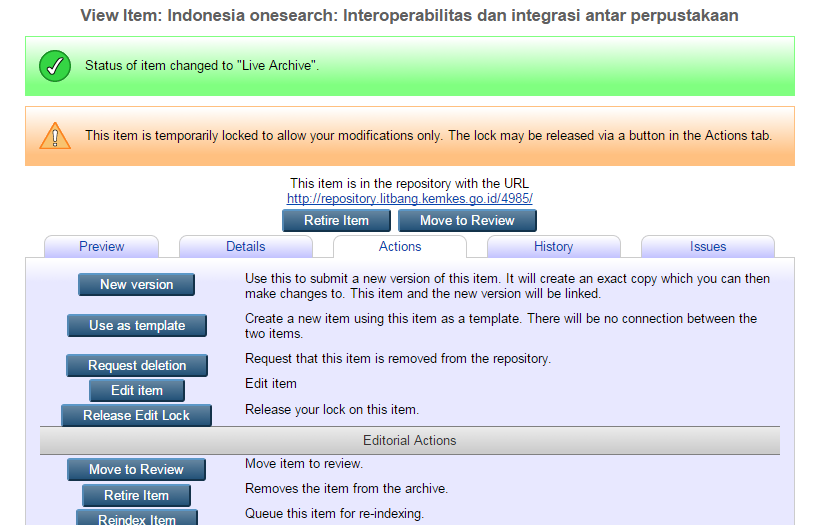 View Item: Indonesia onesearch: Interoperabilitas dan integrasi antar perpustakaan
Status of item changed to "Live Archive".
This item is temporarily locked to allow your modifications only. The lock may be released via a button in the Actions tab.
This item is in the repository with the URL
http://repository.litbang.kemkes.go.id/4985/
Retire Item Move to Review
Preview Details Actions History Issues
New version Use this to submit a new version of this item. It will create an exact copy which you can then
make changes to. This item and the new version will be linked.
Use as template Create a new item using this item as a template. There will be no connection between the
two items.
Request deletion Request that this item is removed from the repository.
Edit item Edit item
Release Edit Lock Release your lock on this item.
Editorial Actions
Move to Review Move item to review.
Retire Item Removes the item from the archive.
Reindex Item Queue this item for re-indexing.